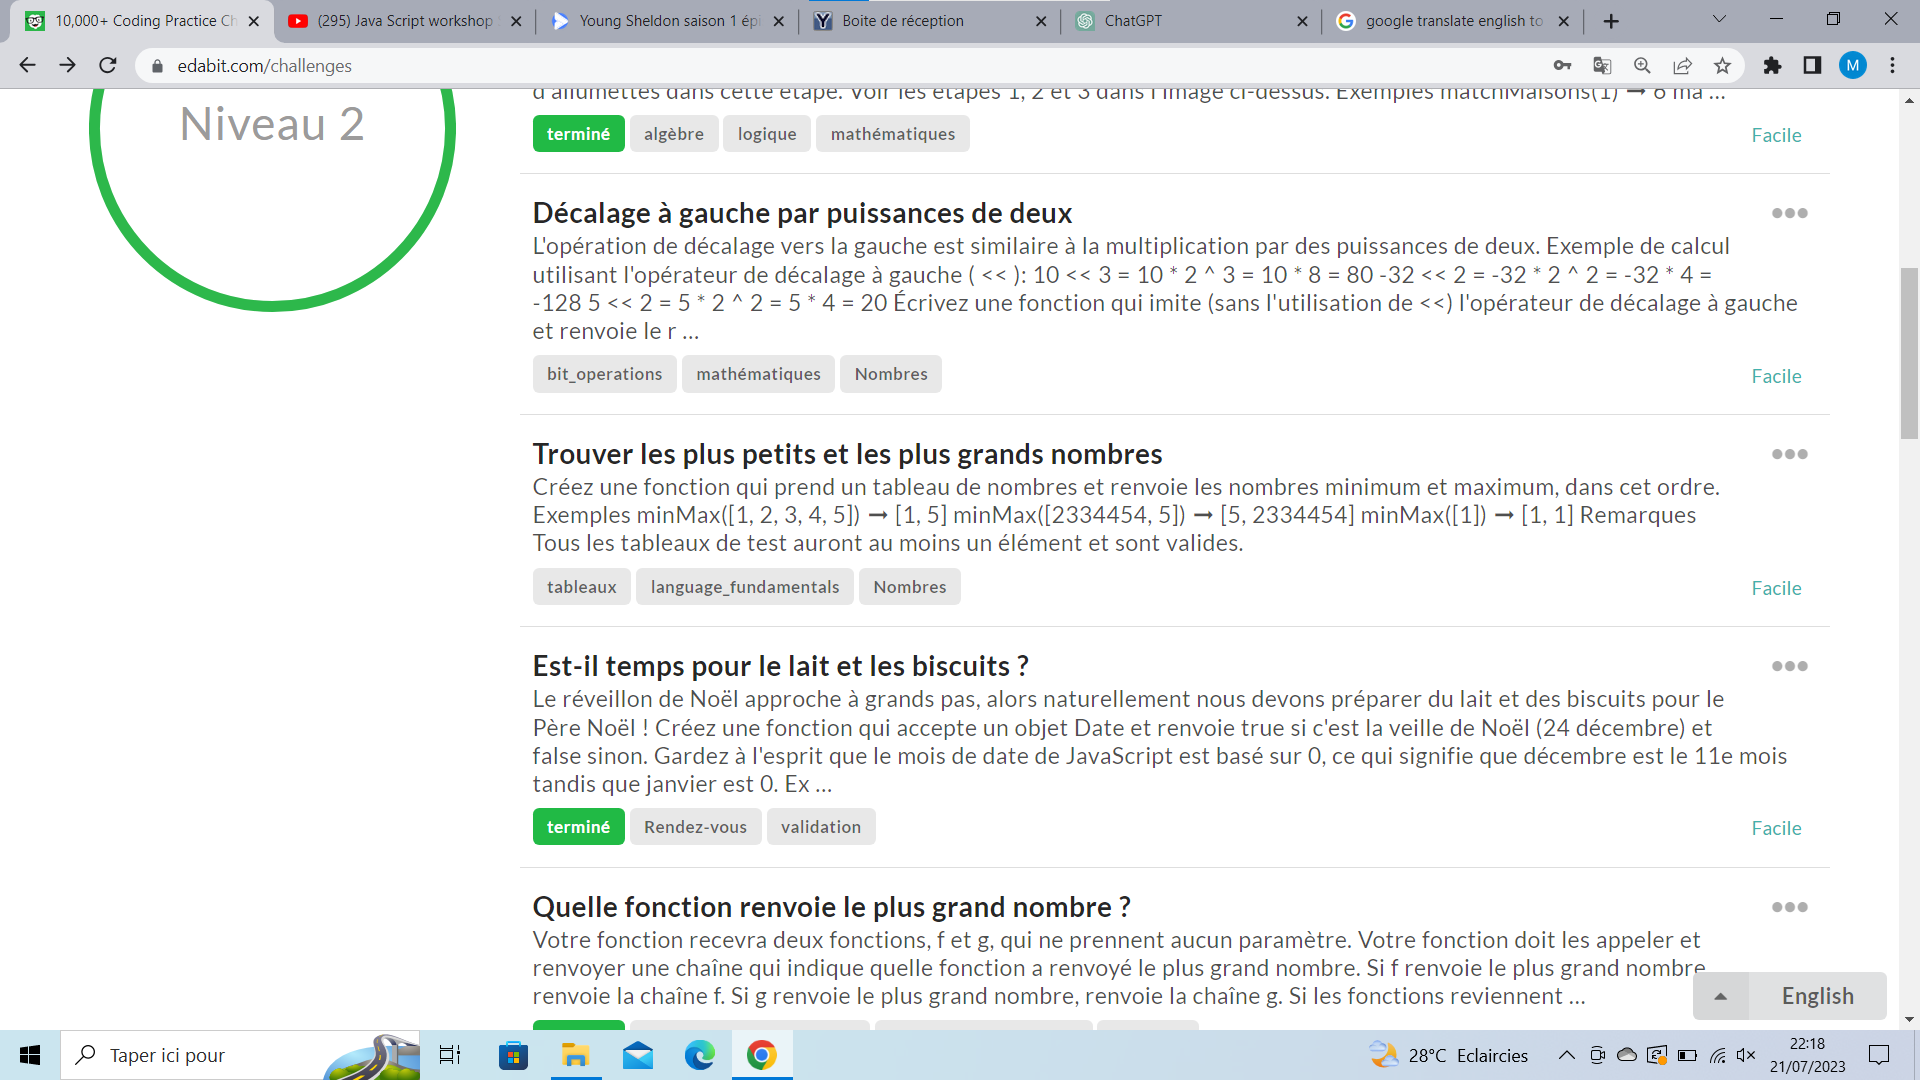 10,000+ Coding Practice Ch
(295) Java Script workshop
Young Sheldon saison 1 épi
Boite de réception
ChatGPT
google translate english to
edabit.com/challenges
M
Niveau 2
d'allumettes dans cette étape. Voir les étapes 1, 2 et 3 dans l'image ci-dessus. Exemples matchMaisons(1) ➞ 6 ma ...
terminé algèbre logique mathématiques
Facile
Décalage à gauche par puissances de deux
L'opération de décalage vers la gauche est similaire à la multiplication par des puissances de deux. Exemple de calcul
utilisant l'opérateur de décalage à gauche ( << ): 10 << 3 = 10 * 2 ^ 3 = 10 * 8 = 80 -32 << 2 = -32 * 2 ^ 2 = -32 * 4 =
-128 5 << 2 = 5 * 2 ^ 2 = 5 * 4 = 20 Écrivez une fonction qui imite (sans l'utilisation de <<) l'opérateur de décalage à gauche
et renvoie le r ...
bit_operations mathématiques Nombres
Facile
Trouver les plus petits et les plus grands nombres
Créez une fonction qui prend un tableau de nombres et renvoie les nombres minimum et maximum, dans cet ordre.
Exemples minMax([1, 2, 3, 4, 5]) ➞ [1, 5] minMax([2334454, 5]) ➞ [5, 2334454] minMax([1]) ➞ [1, 1] Remarques
Tous les tableaux de test auront au moins un élément et sont valides.
tableaux language_fundamentals Nombres
Facile
Est-il temps pour le lait et les biscuits ?
Le réveillon de Noël approche à grands pas, alors naturellement nous devons préparer du lait et des biscuits pour le
Père Noël ! Créez une fonction qui accepte un objet Date et renvoie true si c'est la veille de Noël (24 décembre) et
false sinon. Gardez à l'esprit que le mois de date de JavaScript est basé sur 0, ce qui signifie que décembre est le 11e mois
tandis que janvier est 0. Ex ...
terminé Rendez-vous validation
Facile
Quelle fonction renvoie le plus grand nombre ?
Votre fonction recevra deux fonctions, f et g, qui ne prennent aucun paramètre. Votre fonction doit les appeler et
renvoyer une chaîne qui indique quelle fonction a renvoyé le plus grand nombre. Si f renvoie le plus grand nombre
renvoie la chaîne f. Si g renvoie le plus grand nombre, renvoie la chaîne g. Si les fonctions reviennent ...
English
Taper ici pour
28°C Eclaircies
22:18
21/07/2023